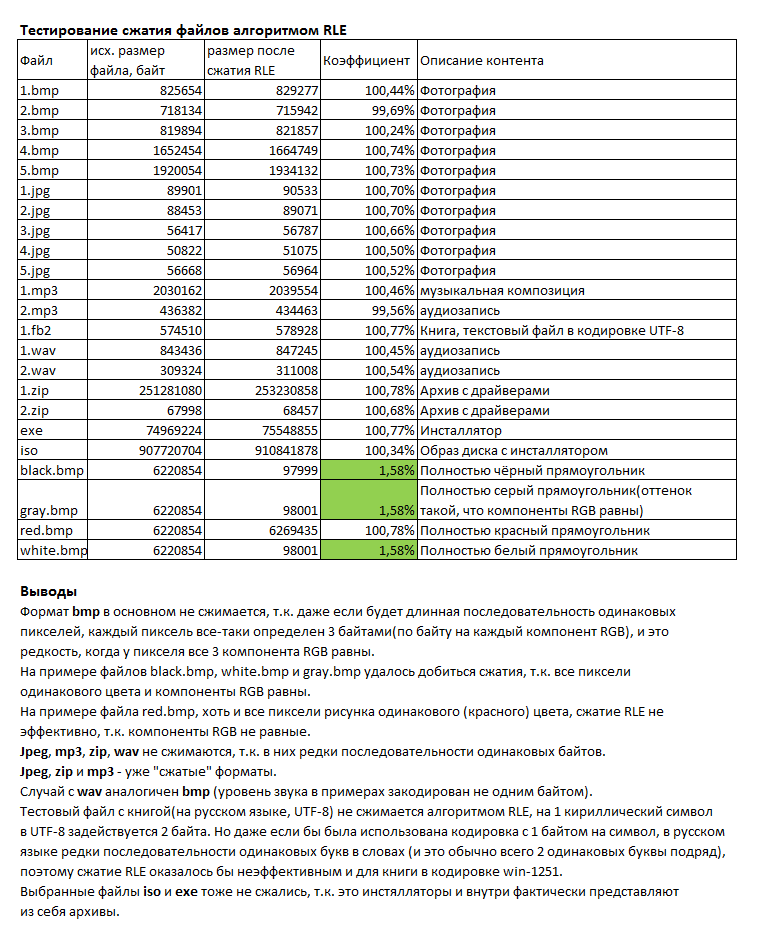 Тестирование сжатия файлов алгоритмом RLE
Файл исх. размер файла, байт размер после сжатия RLE Коэффициент Описание контента
1.bmp 825654 829277 100,44% Фотография
2.bmp 718134 715942 99,69% Фотография
3.bmp 819894 821857 100,24% Фотография
4.bmp 1652454 1664749 100,74% Фотография
5.bmp 1920054 1934132 100,73% Фотография
1.jpg 89901 90533 100,70% Фотография
2.jpg 88453 89071 100,70% Фотография
3.jpg 56417 56787 100,66% Фотография
4.jpg 50822 51075 100,50% Фотография
5.jpg 56668 56964 100,52% Фотография
1.mp3 2030162 2039554 100,46% музыкальная композиция
2.mp3 436382 434463 99,56% аудиозапись
1.fb2 574510 578928 100,77% Книга, текстовый файл в кодировке UTF-8
1.wav 843436 847245 100,45% аудиозапись
2.wav 309324 311008 100,54% аудиозапись
1.zip 251281080 253230858 100,78% Архив с драйверами
2.zip 67998 68457 100,68% Архив с драйверами
exe 74969224 75548855 100,77% Инсталлятор
iso 907720704 910841878 100,34% Образ диска с инсталлятором
black.bmp 6220854 97999 1,58% Полностью чёрный прямоугольник
gray.bmp 6220854 98001 1,58% Полностью серый прямоугольник(оттенок
такой, что компоненты RGB равны)
red.bmp 6220854 6269435 100,78% Полностью красный прямоугольник
white.bmp 6220854 98001 1,58% Полностью белый прямоугольник
Выводы
Формат bmp в основном не сжимается, т.к. даже если будет длинная последовательность одинаковых
пикселей, каждый пиксель все-таки определен 3 байтами(по байту на каждый компонент RGB), и это
редкость, когда у пикселя все 3 компонента RGB равны.
На примере файлов black.bmp, white.bmp и gray.bmp удалось добиться сжатия, т.к. все пиксели
одинакового цвета и компоненты RGB равны.
На примере файла red.bmp, хоть и все пиксели рисунка одинакового (красного) цвета, сжатие RLE не
эффективно, т.к. компоненты RGB не равные.
Jpeg, mp3, zip, wav не сжимаются, т.к. в них редки последовательности одинаковых байтов.
Jpeg, zip и mp3 - уже "сжатые" форматы.
Случай с wav аналогичен bmp (уровень звука в примерах закодирован не одним байтом).
Тестовый файл с книгой(на русском языке, UTF-8) не сжимается алгоритмом RLE, на 1 кириллический символ
в UTF-8 задействуется 2 байта. Но даже если бы была использована кодировка с 1 байтом на символ, в русском
языке редки последовательности одинаковых букв в словах (и это обычно всего 2 одинаковых буквы подряд),
поэтому сжатие RLE оказалось бы неэффективным и для книги в кодировке win-1251.
Выбранные файлы iso и exe тоже не сжались, т.к. это инстялляторы и внутри фактически представляют
из себя архивы.